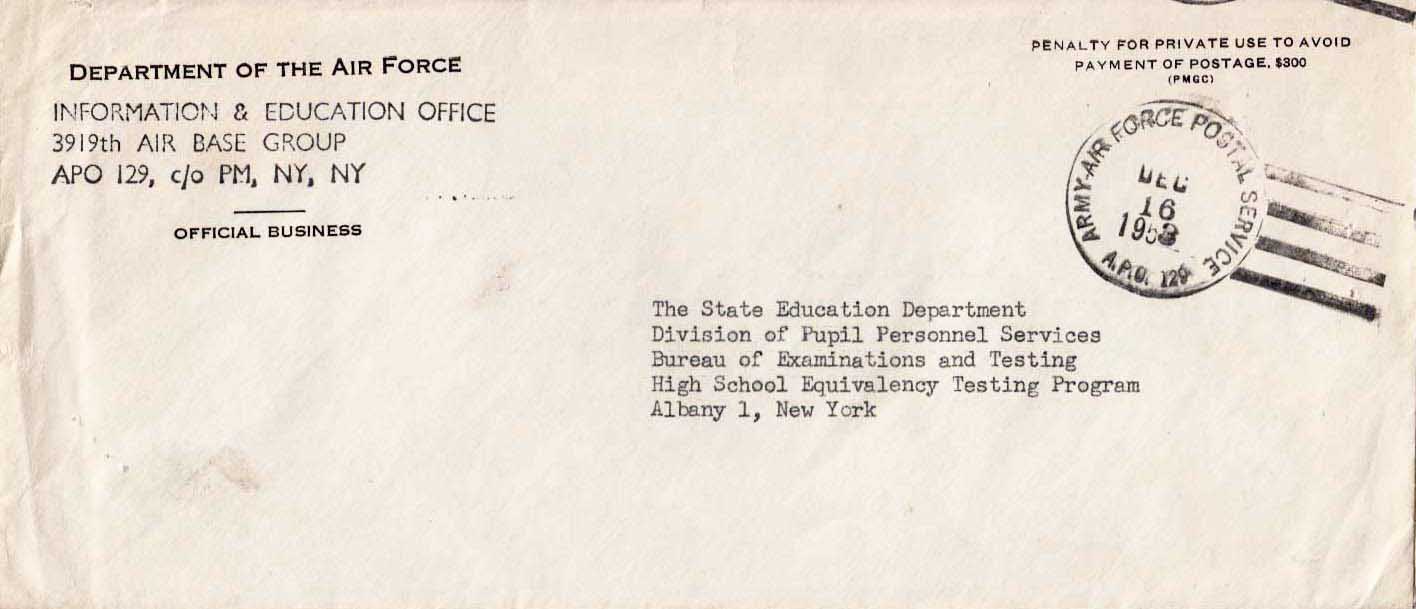 DEPARTMENT OF THE AIR FORCE
INFORMATION & EDUCATION OFFICE
3919th AIR BASE GROUP
APO 129, c/o PM, NY, NY
OFFICIAL BUSINESS
PENALTY FOR PRIVATE USE TO AVOID
PAYMENT OF POSTAGE, $300
(PMGC)
ARMY-AIR FORCE POSTAL SERVICE
DEC
16
1953
A.P.O. 129
The State Education Department
Division of Pupil Personnel Services
Bureau of Examinations and Testing
High School Equivalency Testing Program
Albany 1, New York